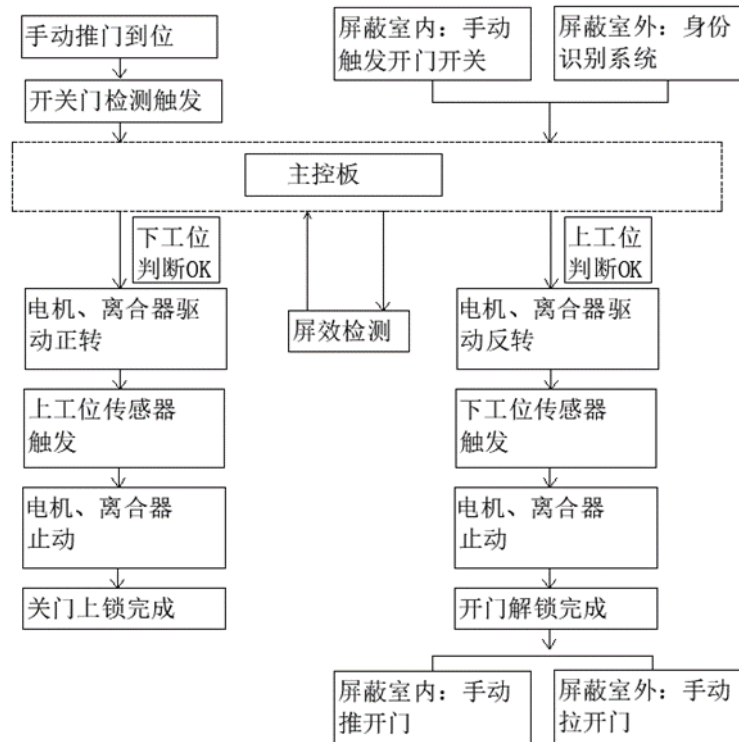 手动推门到位
开关门检测触发
屏蔽室内：手动
触发开门开关
屏蔽室外：身份
识别系统
主控板
下工位
判断OK
上工位
判断OK
电机、离合器驱
动正转
屏效检测
电机、离合器驱
动反转
上工位传感器
触发
下工位传感器
触发
电机、离合器
止动
电机、离合器
止动
关门上锁完成
开门解锁完成
屏蔽室内：手动
推开门
屏蔽室外：手动
拉开门